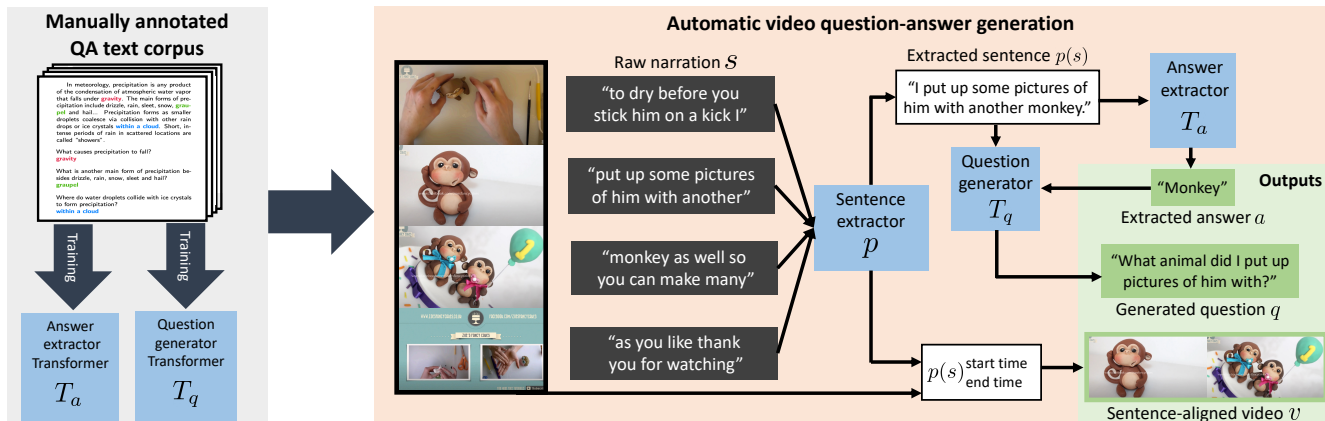 Manually annotated
QA text corpus
In meteorology, precipitation is any product
of the condensation of atmospheric water vapor
that falls under gravity. The main forms of pre-
cipitation include drizzle, rain, sleet, snow, grau-
pel and hail... Precipitation forms as smaller
droplets coalesce via collision with other rain
drops or ice crystals within a cloud. Short, in-
tense periods of rain in scattered locations are
called "showers".
What causes precipitation to fall?
gravity
What is another main form of precipitation be-
sides drizzle, rain, snow, sleet and hail?
graupel
Where do water droplets collide with ice crystals
to form precipitation?
within a cloud
Training
Training
Answer
extractor
Transformer
T_a
Question
generator
Transformer
T_q
Automatic video question-answer generation
Raw narration s
“to dry before you
stick him on a kick I”
“put up some pictures
of him with another”
“monkey as well so
you can make many”
“as you like thank
you for watching”
Sentence
extractor
p
Extracted sentence p(s)
“I put up some pictures of
him with another monkey.”
Answer
extractor
T_a
Question
generator
T_q
Outputs
“Monkey”
Extracted answer a
“What animal did I put up
pictures of him with?”
Generated question q
p(s) start time
end time
Sentence-aligned video v